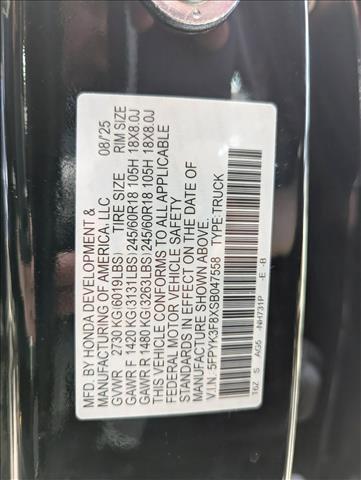 MFD. BY HONDA DEVELOPMENT &
MANUFACTURING OF AMERICA, LLC 08/25
GVWR 2730 KG(6019LBS) TIRE SIZE RIM SIZE
GAWR F 1420 KG(3131LBS)245/60R18 105H 18X8.0J
GAWR R 1480 KG(3263LBS)245/60R18 105H 18X8.0J
THIS VEHICLE CONFORMS TO ALL APPLICABLE
FEDERAL MOTOR VEHICLE SAFETY
STANDARDS IN EFFECT ON THE DATE OF
MANUFACTURE SHOWN ABOVE.
V.I.N. 5FPYK3F8XSB047558 TYPE:TRUCK
16Z S AG5 -NH731P -E -B